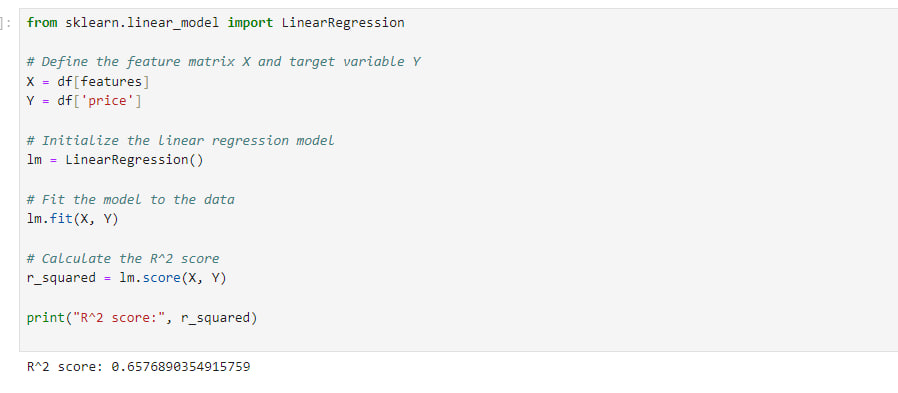 ]:
from sklearn.linear_model import LinearRegression
# Define the feature matrix X and target variable Y
X = df[features]
Y = df['price']
# Initialize the linear regression model
lm = LinearRegression()
# Fit the model to the data
lm.fit(X, Y)
# Calculate the R^2 score
r_squared = lm.score(X, Y)
print("R^2 score:", r_squared)
R^2 score: 0.6576890354915759